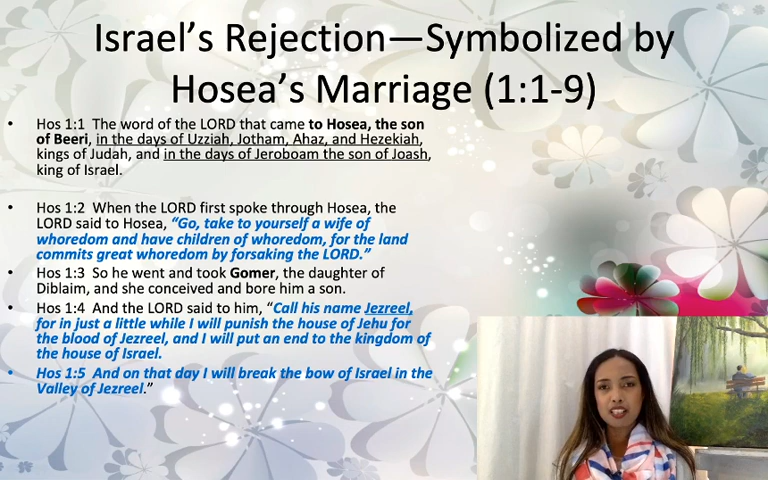 Israel’s Rejection—Symbolized by
Hosea’s Marriage (1:1-9)
• Hos 1:1 The word of the LORD that came to Hosea, the son
of Beeri, in the days of Uzziah, Jotham, Ahaz, and Hezekiah,
kings of Judah, and in the days of Jeroboam the son of Joash,
king of Israel.
• Hos 1:2 When the LORD first spoke through Hosea, the
LORD said to Hosea, “Go, take to yourself a wife of
whoredom and have children of whoredom, for the land
commits great whoredom by forsaking the LORD.”
• Hos 1:3 So he went and took Gomer, the daughter of
Diblaim, and she conceived and bore him a son.
• Hos 1:4 And the LORD said to him, “Call his name Jezreel,
for in just a little while I will punish the house of Jehu for
the blood of Jezreel, and I will put an end to the kingdom of
the house of Israel.
• Hos 1:5 And on that day I will break the bow of Israel in the
Valley of Jezreel.”